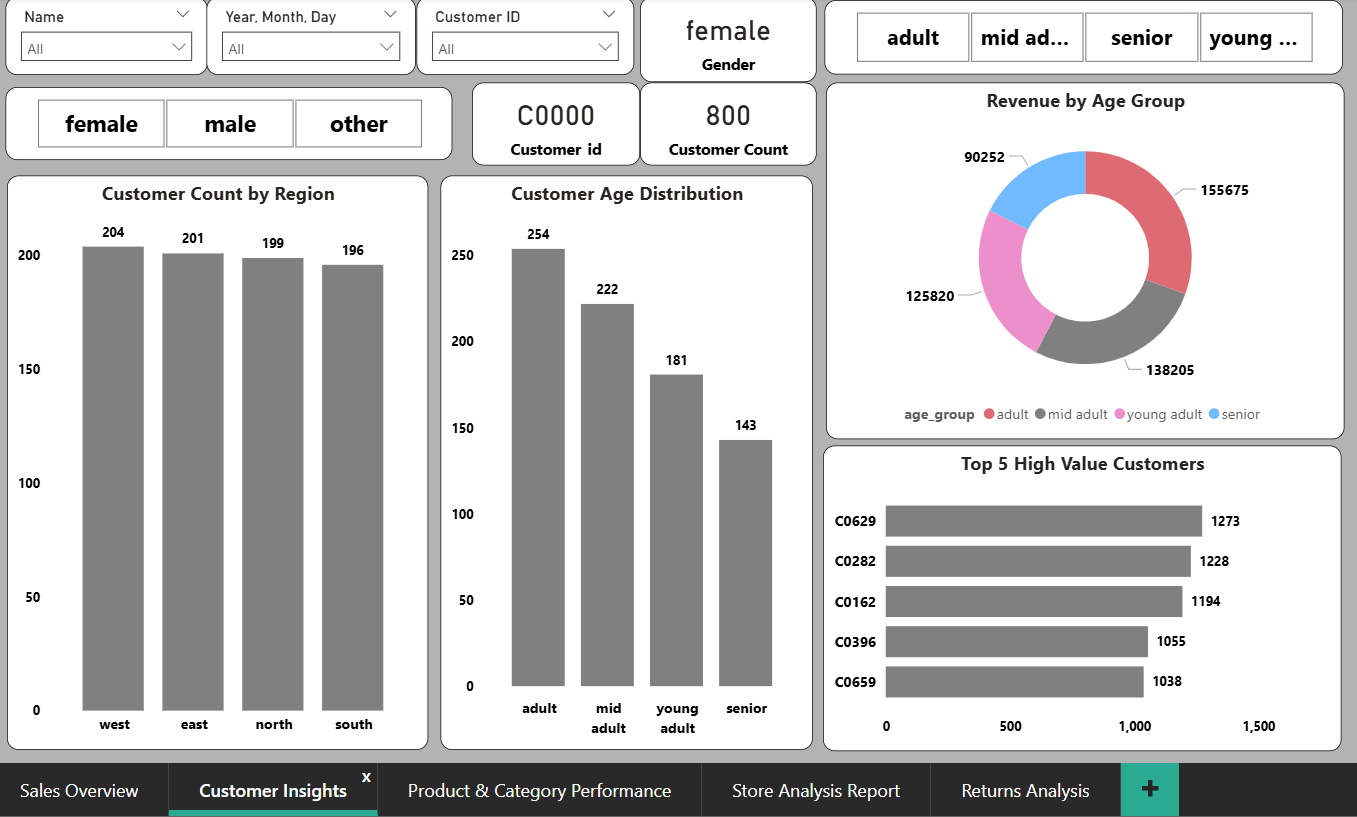 Name
All
Year, Month, Day
All
Customer ID
All
female
Gender
adult
mid ad...
senior
young ...
female
male
other
C0000
Customer id
800
Customer Count
Customer Count by Region
204
201
199
196
200
150
100
50
0
west
east
north
south
Customer Age Distribution
254
222
181
143
250
200
150
100
50
0
adult
mid
adult
young
adult
senior
Revenue by Age Group
90252
155675
125820
138205
age_group adult mid adult young adult senior
Top 5 High Value Customers
C0629 1273
C0282 1228
C0162 1194
C0396 1055
C0659 1038
0 500 1,000 1,500
Sales Overview
Customer Insights
x
Product & Category Performance
Store Analysis Report
Returns Analysis
+